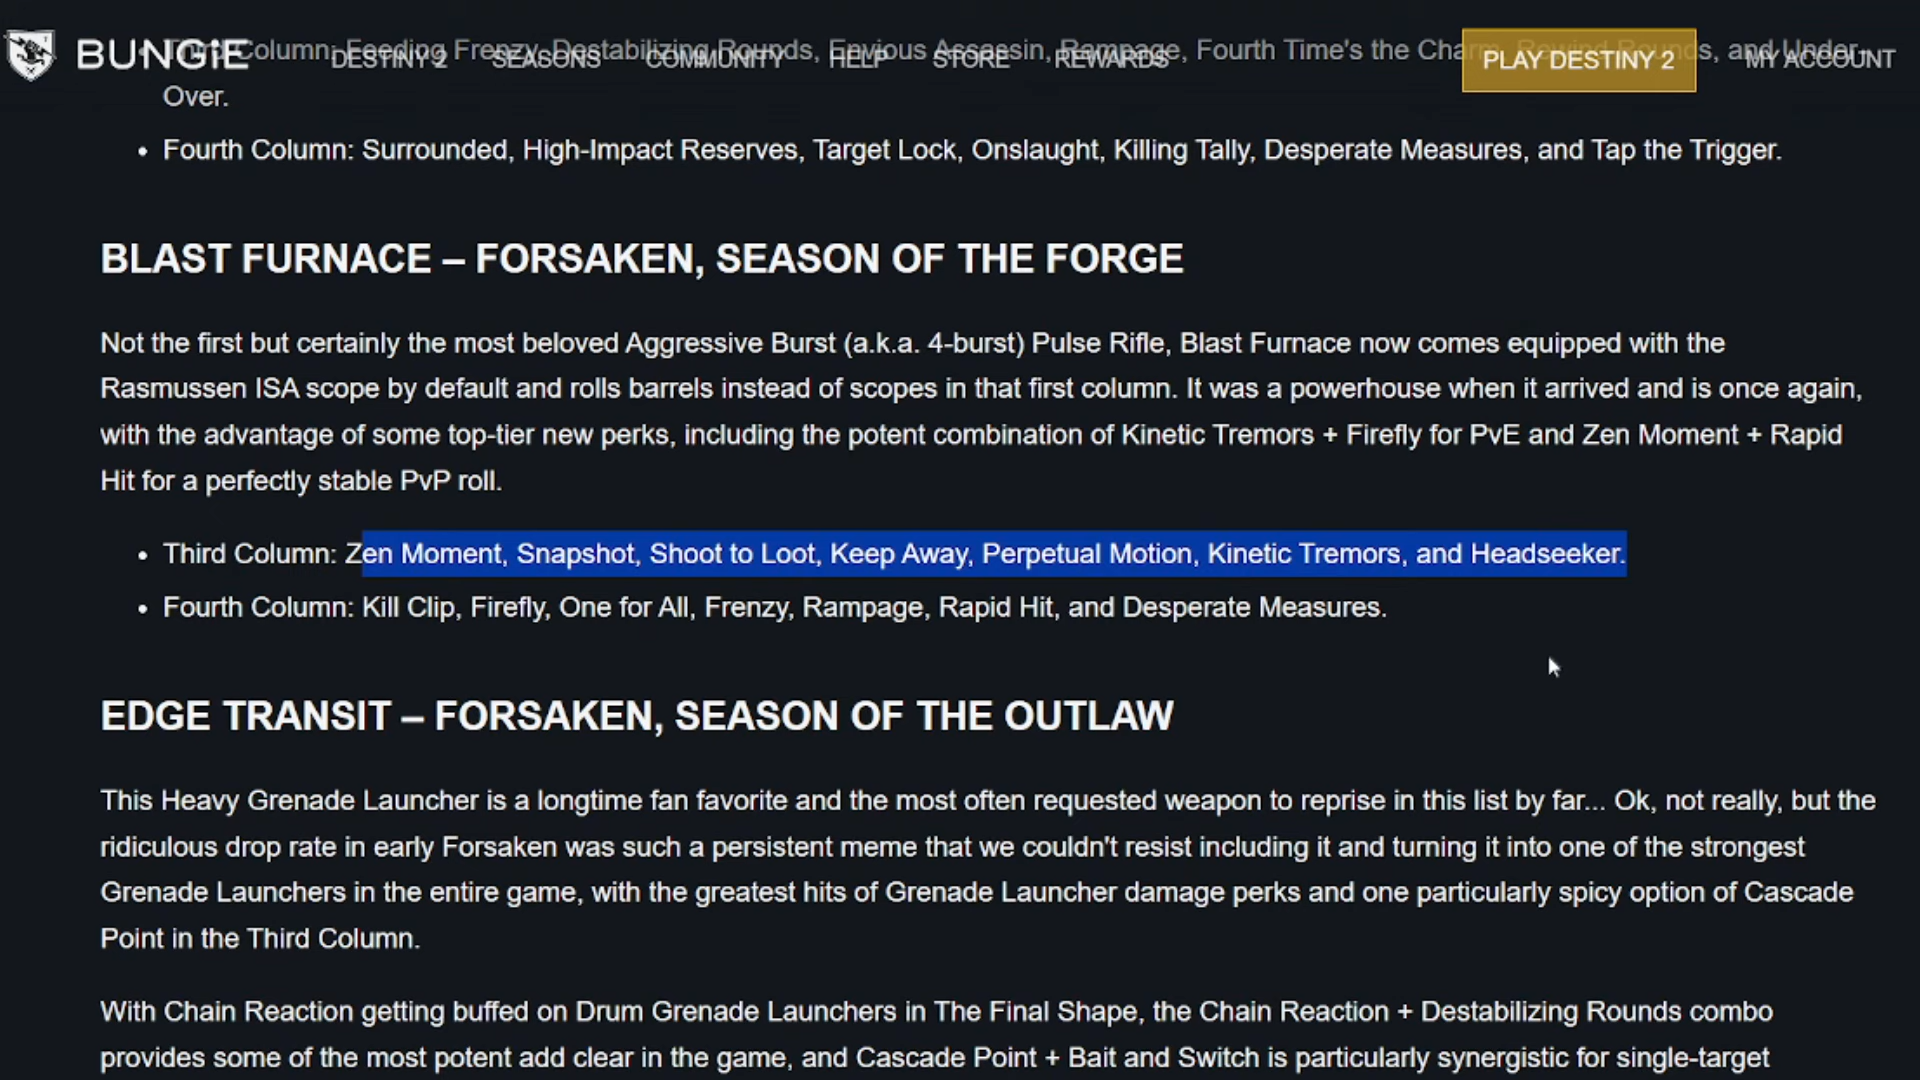 BUNGiE
DESTINY 2 SEASONS COMMUNITY HELP STORE REWARDS PLAY DESTINY 2 MY ACCOUNT
Third Column: Feeding Frenzy, Destabilizing Rounds, Envious Assassin, Rampage, Fourth Time's the Charm, Rewind Rounds, and Under-
Over.
• Fourth Column: Surrounded, High-Impact Reserves, Target Lock, Onslaught, Killing Tally, Desperate Measures, and Tap the Trigger.
BLAST FURNACE – FORSAKEN, SEASON OF THE FORGE
Not the first but certainly the most beloved Aggressive Burst (a.k.a. 4-burst) Pulse Rifle, Blast Furnace now comes equipped with the
Rasmussen ISA scope by default and rolls barrels instead of scopes in that first column. It was a powerhouse when it arrived and is once again,
with the advantage of some top-tier new perks, including the potent combination of Kinetic Tremors + Firefly for PvE and Zen Moment + Rapid
Hit for a perfectly stable PvP roll.
• Third Column: Zen Moment, Snapshot, Shoot to Loot, Keep Away, Perpetual Motion, Kinetic Tremors, and Headseeker.
• Fourth Column: Kill Clip, Firefly, One for All, Frenzy, Rampage, Rapid Hit, and Desperate Measures.
EDGE TRANSIT – FORSAKEN, SEASON OF THE OUTLAW
This Heavy Grenade Launcher is a longtime fan favorite and the most often requested weapon to reprise in this list by far... Ok, not really, but the
ridiculous drop rate in early Forsaken was such a persistent meme that we couldn't resist including it and turning it into one of the strongest
Grenade Launchers in the entire game, with the greatest hits of Grenade Launcher damage perks and one particularly spicy option of Cascade
Point in the Third Column.
With Chain Reaction getting buffed on Drum Grenade Launchers in The Final Shape, the Chain Reaction + Destabilizing Rounds combo
provides some of the most potent add clear in the game, and Cascade Point + Bait and Switch is particularly synergistic for single-target